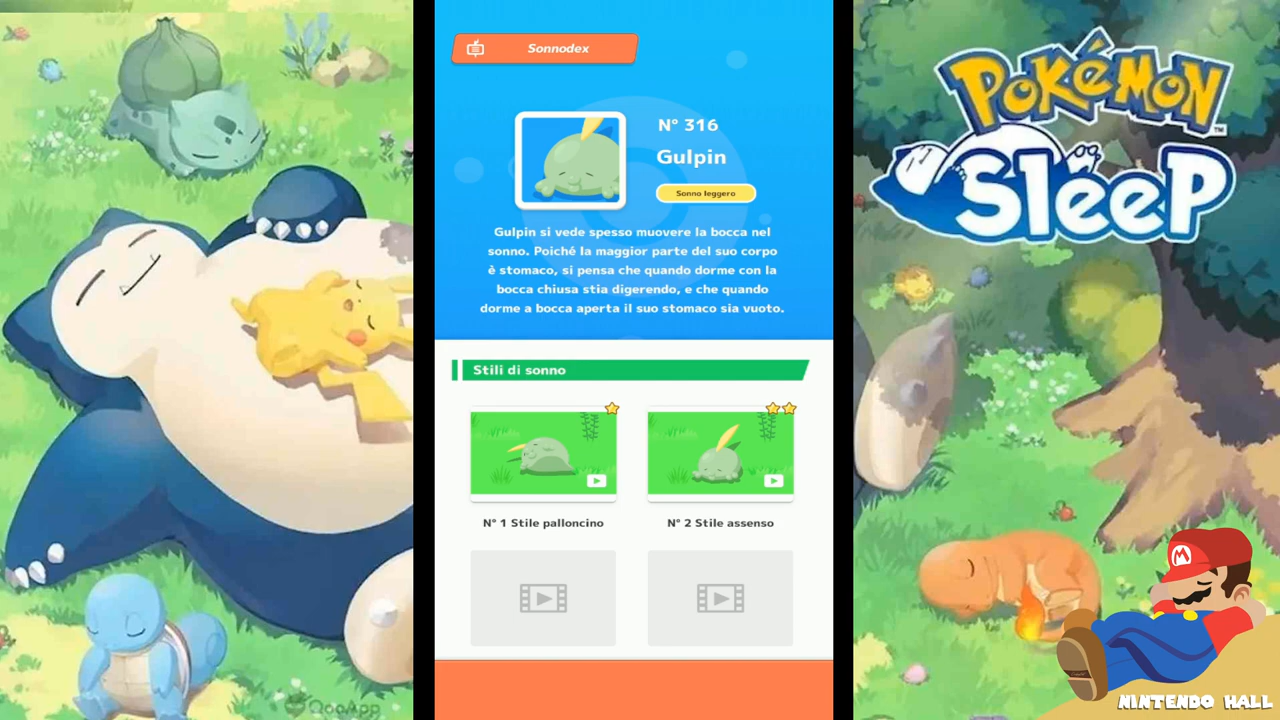 Sonnodex
N° 316
Gulpin
Sonno leggero
Gulpin si vede spesso muovere la bocca nel
sonno. Poiché la maggior parte del suo corpo
è stomaco, si pensa che quando dorme con la
bocca chiusa stia digerendo, e che quando
dorme a bocca aperta il suo stomaco sia vuoto.
Stili di sonno
N° 1 Stile palloncino
N° 2 Stile assenso
POKéMON
TM
SleeP
M
NINTENDO HALL
QooApp